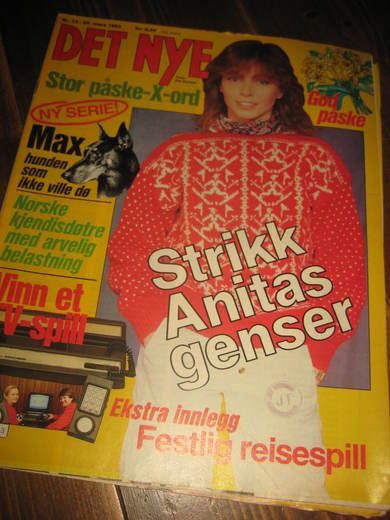 DET NYE
Stor påske-X-ord
God
påske
NY SERIE!
Max,
hunden
som
ikke ville dø
Norske
kjendisdøtre
med arvelig
belastning
Vinn et
TV-spill
Strikk
Anitas
genser
Ekstra innlegg
Festlig reisespill